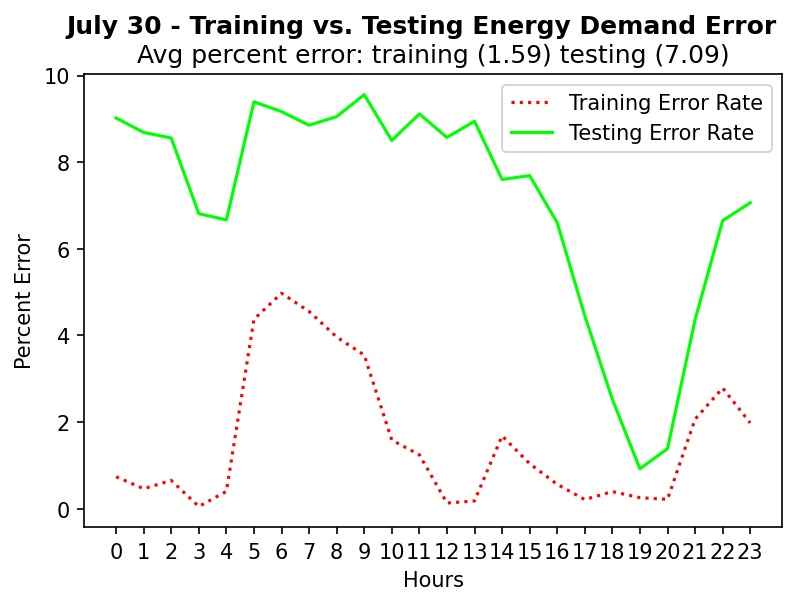 July 30 - Training vs. Testing Energy Demand Error
Avg percent error: training (1.59) testing (7.09)
Training Error Rate
Testing Error Rate
Percent Error
10
8
6
4
2
0
0 1 2 3 4 5 6 7 8 9 10 11 12 13 14 15 16 17 18 19 20 21 22 23
Hours